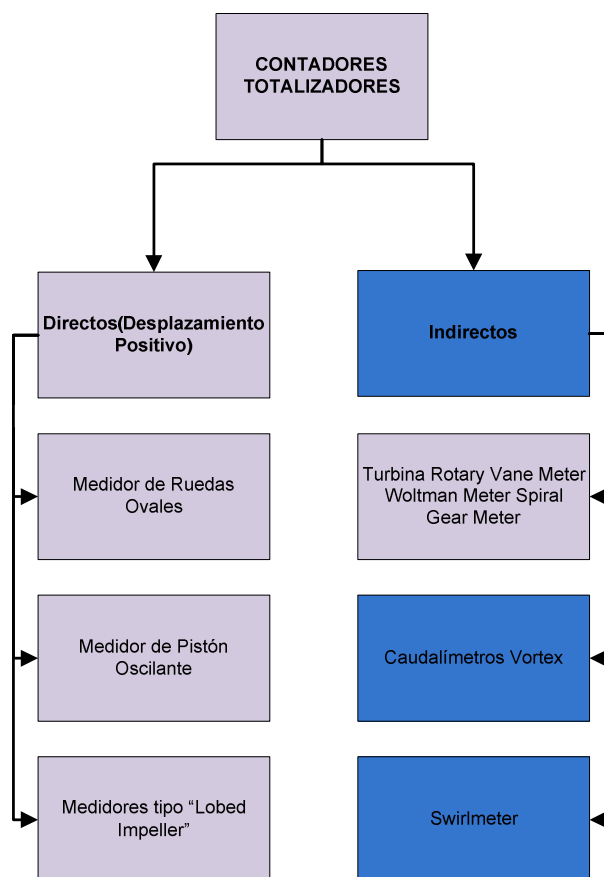 CONTADORES
TOTALIZADORES
Directos(Desplazamiento
Positivo)
Indirectos
Medidor de Ruedas
Ovales
Turbina Rotary Vane Meter
Woltman Meter Spiral
Gear Meter
Medidor de Pistón
Oscilante
Caudalímetros Vortex
Medidores tipo “Lobed
Impeller”
Swirlmeter